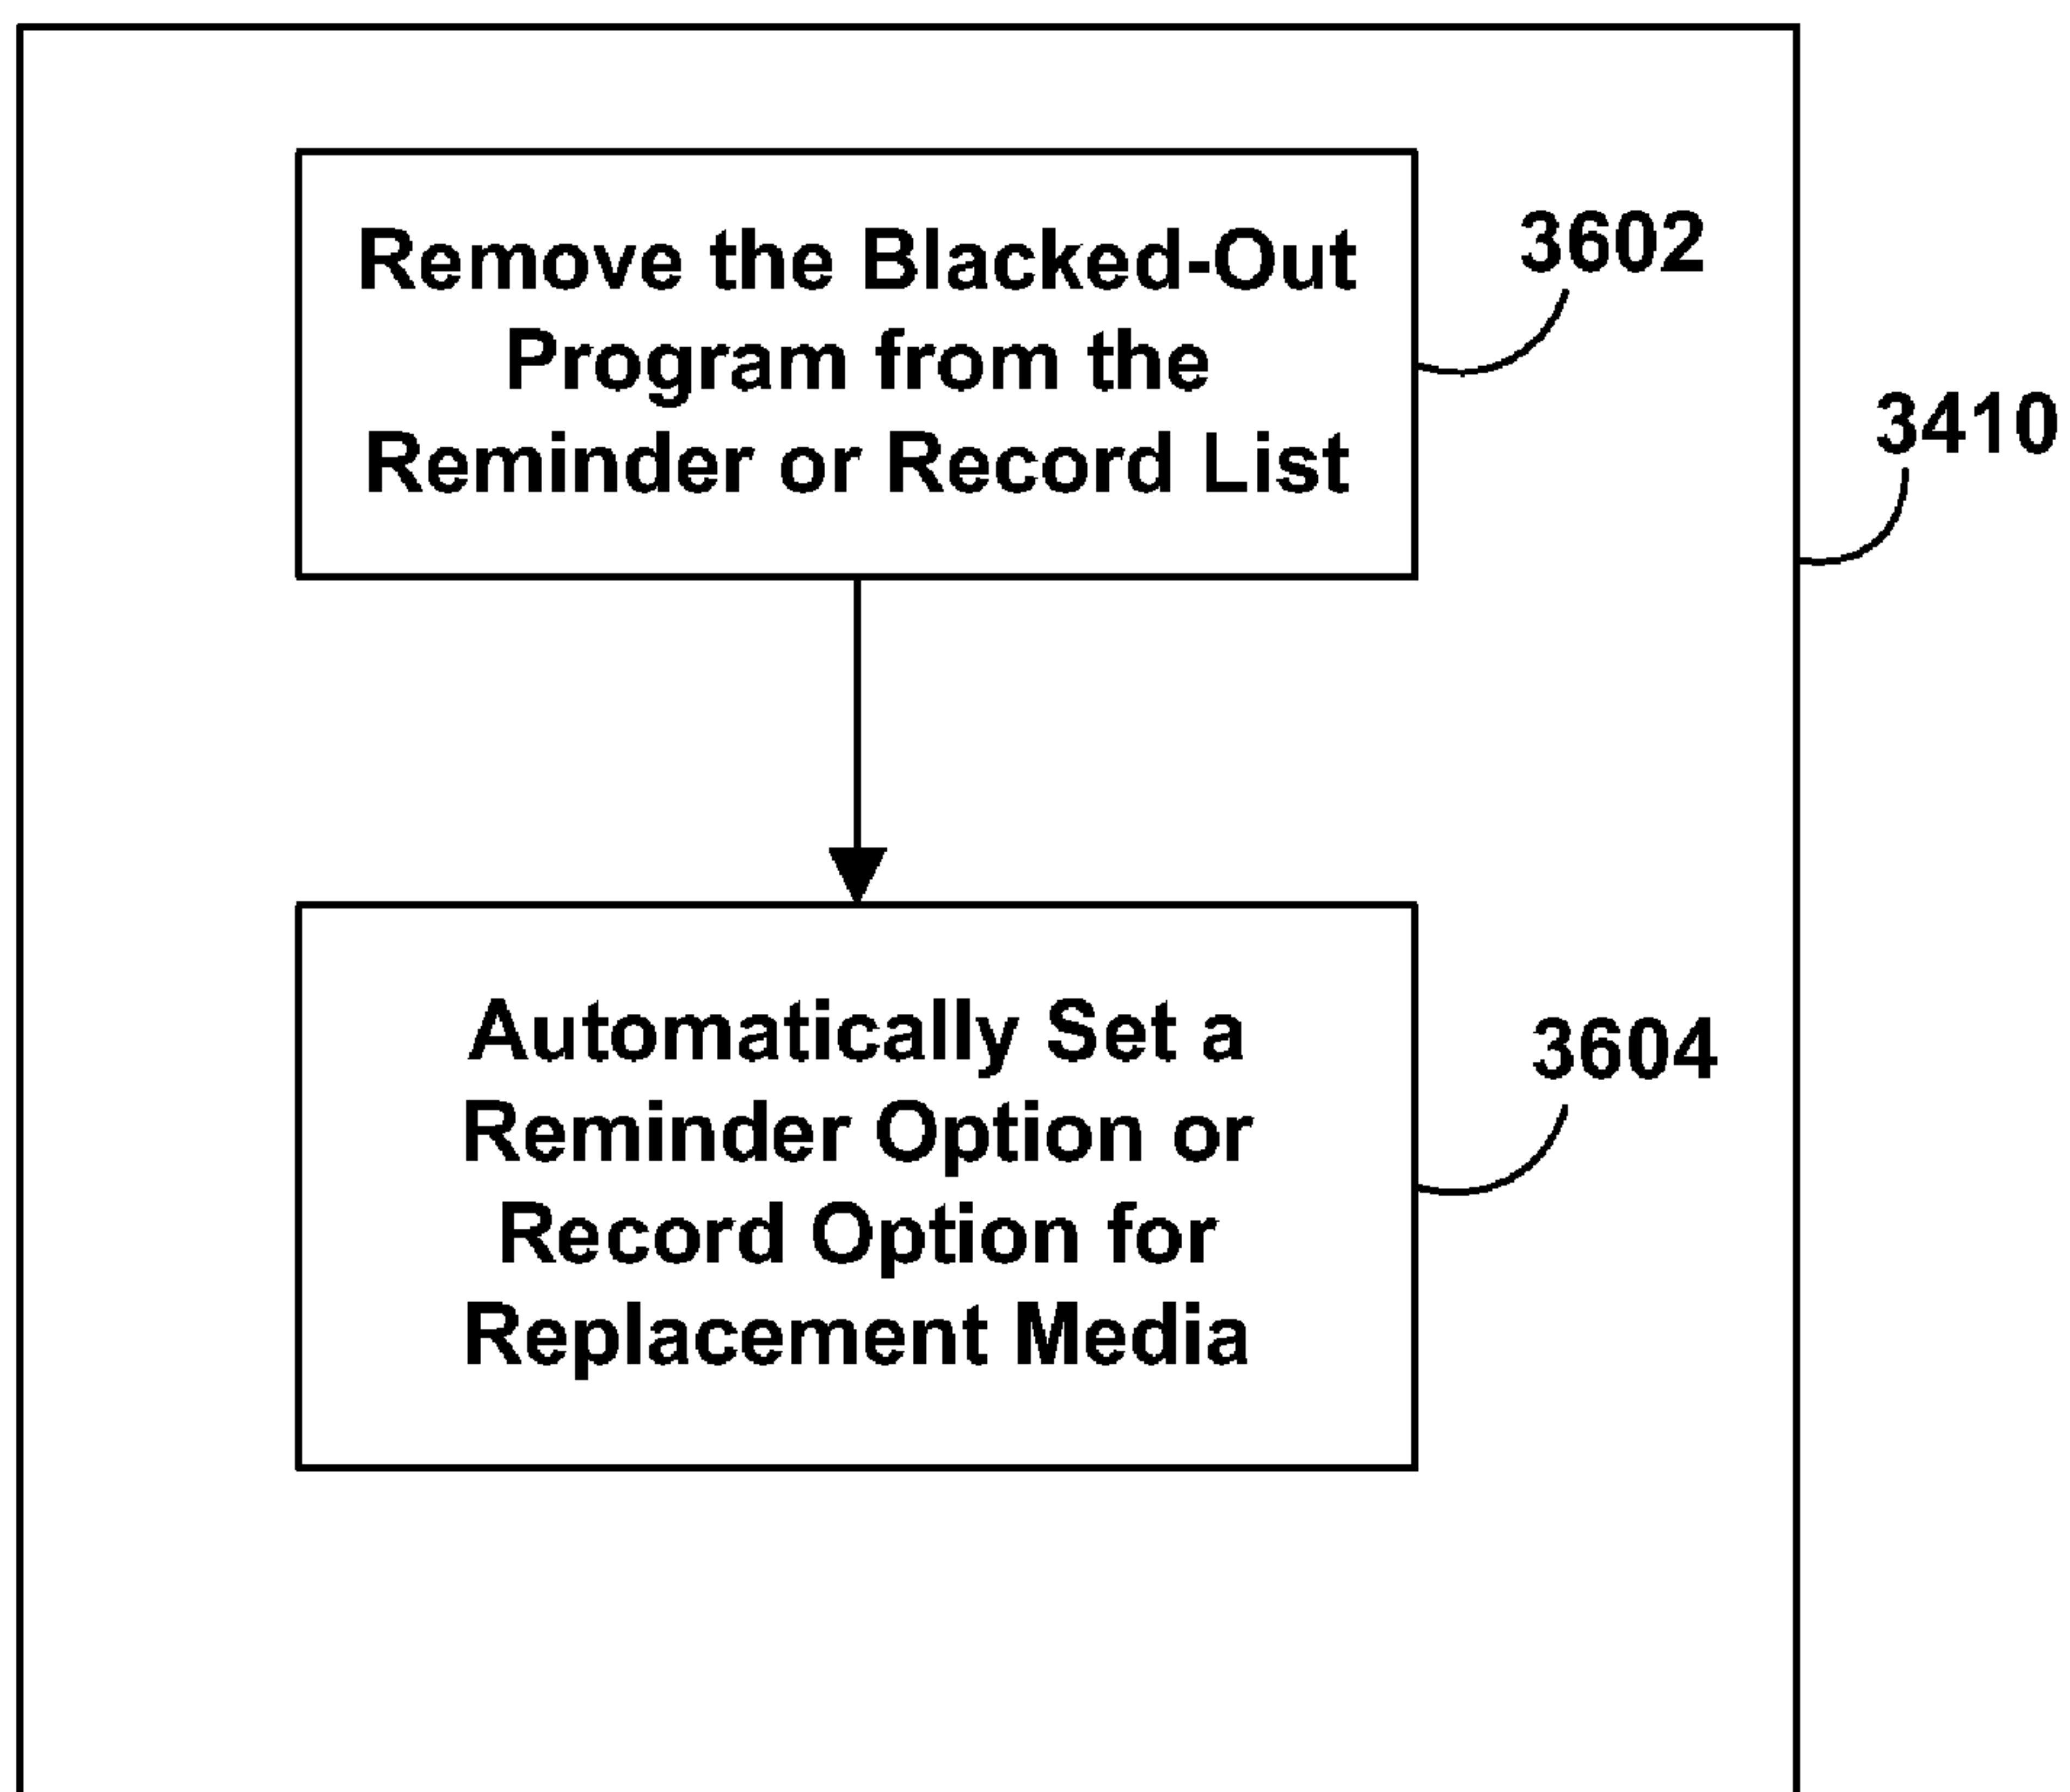 Remove the Blacked-Out
Program from the
Reminder or Record List
3602
3410
Automatically Set a
Reminder Option or
Record Option for
Replacement Media
3604